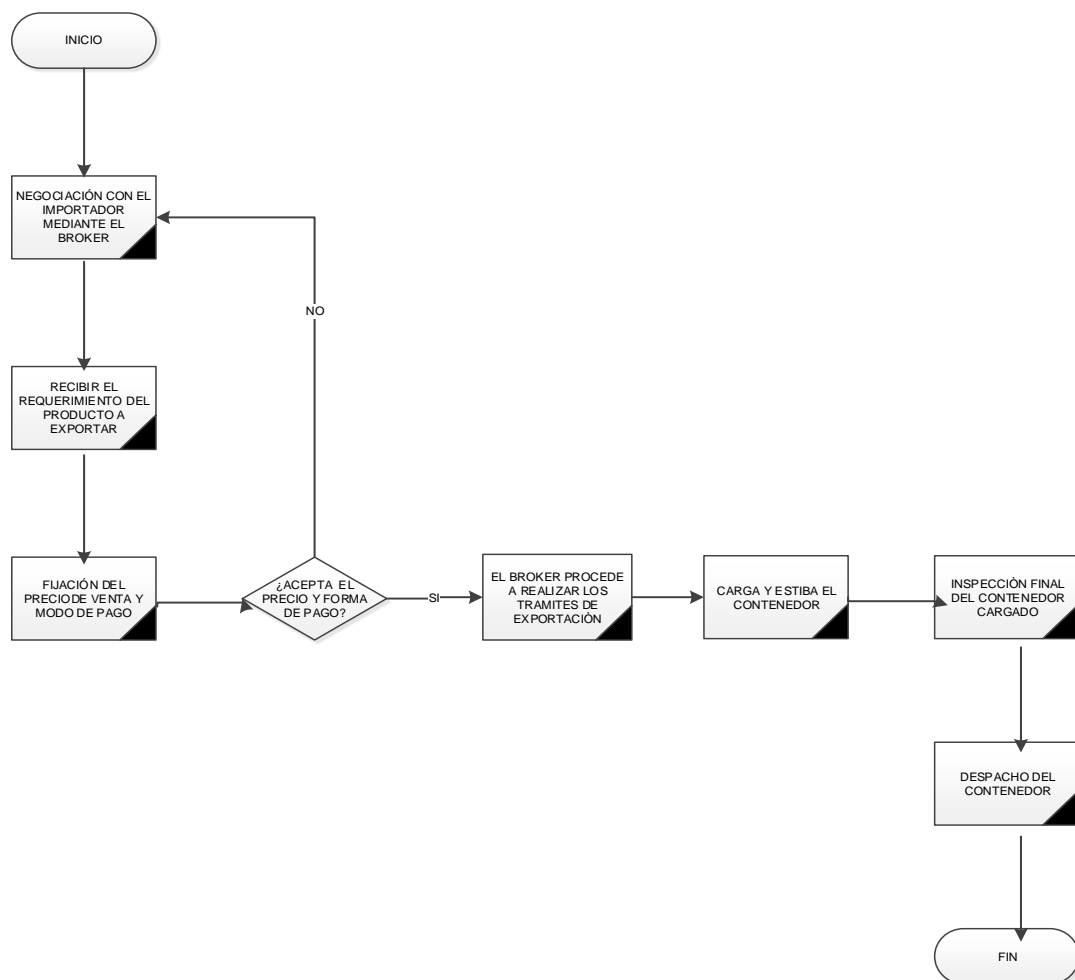 INICIO
NEGOCIACIÓN CON EL
IMPORTADOR
MEDIANTE EL
BROKER
NO
RECIBIR EL
REQUERIMIENTO DEL
PRODUCTO A
EXPORTAR
FIJACIÓN DEL
PRECIODE VENTA Y
MODO DE PAGO
¿ACEPTA EL
PRECIO Y FORMA
DE PAGO?
SI
EL BROKER PROCEDE
A REALIZAR LOS
TRAMITES DE
EXPORTACIÒN
CARGA Y ESTIBA EL
CONTENEDOR
INSPECCIÒN FINAL
DEL CONTENEDOR
CARGADO
DESPACHO DEL
CONTENEDOR
FIN